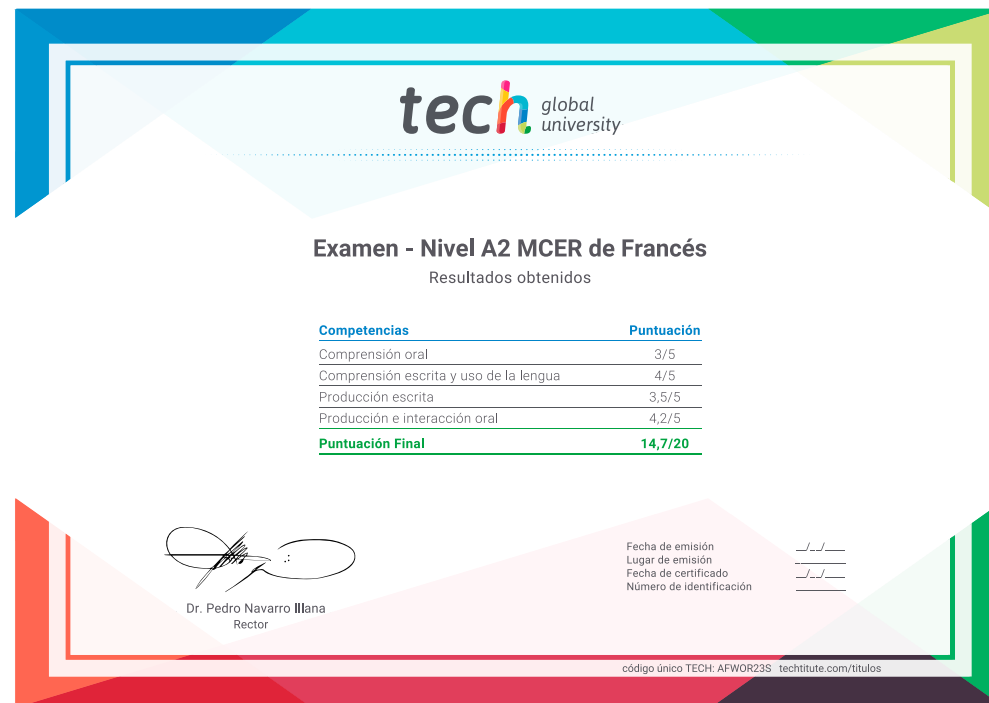 tech global university
Examen - Nivel A2 MCER de Francés
Resultados obtenidos
Competencias Puntuación
Comprensión oral 3/5
Comprensión escrita y uso de la lengua 4/5
Producción escrita 3,5/5
Producción e interacción oral 4,2/5
Puntuación Final 14,7/20
Dr. Pedro Navarro Illana
Rector
Fecha de emisión __/__/____
Lugar de emisión ________
Fecha de certificado __/__/____
Número de identificación ________
código único TECH: AFWOR23S techtitute.com/titulos